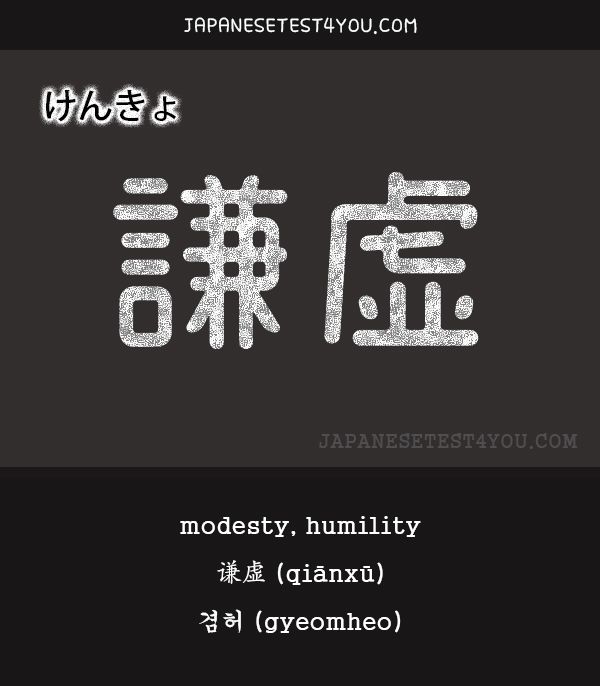 JAPANESETEST4YOU.COM
けんきょ
謙虚
JAPANESETEST4YOU.COM
modesty, humility
谦虚 (qiānxū)
겸허 (gyeomheo)